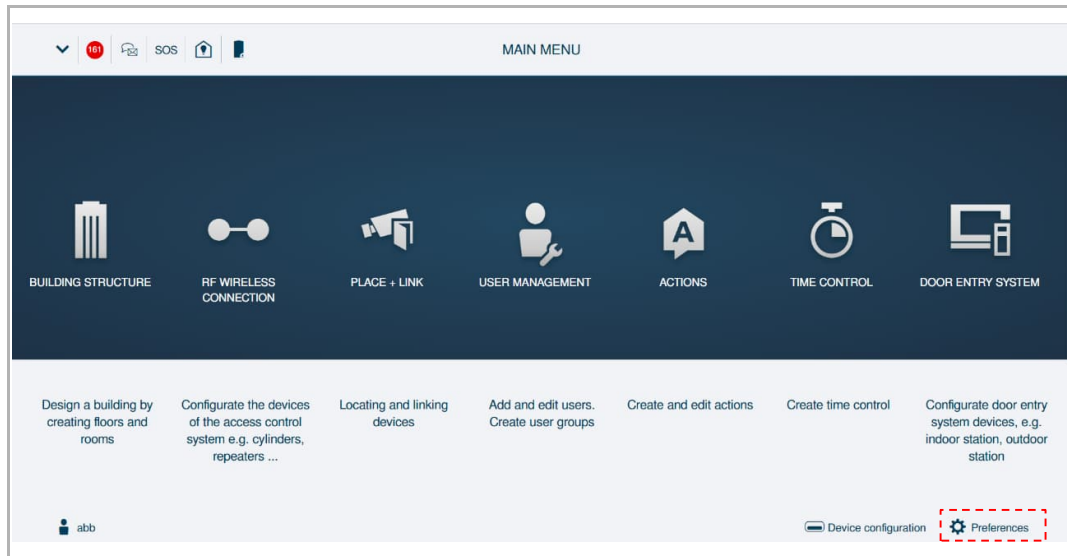 161
SOS
MAIN MENU
BUILDING STRUCTURE
RF WIRELESS
CONNECTION
PLACE + LINK
USER MANAGEMENT
A
ACTIONS
TIME CONTROL
DOOR ENTRY SYSTEM
Design a building by
creating floors and
rooms
Configurate the devices
of the access control
system e.g. cylinders,
repeaters ...
Locating and linking
devices
Add and edit users.
Create user groups
Create and edit actions
Create time control
Configurate door entry
system devices, e.g.
indoor station, outdoor
station
abb
Device configuration
Preferences